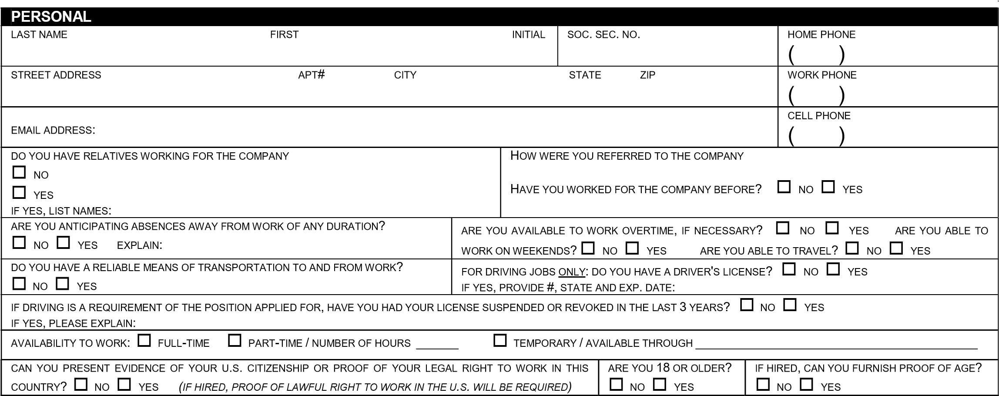 PERSONAL
LAST NAME FIRST INITIAL SOC. SEC. NO. HOME PHONE
( )
STREET ADDRESS APT# CITY STATE ZIP WORK PHONE
( )
EMAIL ADDRESS: CELL PHONE
( )
DO YOU HAVE RELATIVES WORKING FOR THE COMPANY
☐ NO
☐ YES
IF YES, LIST NAMES:
HOW WERE YOU REFERRED TO THE COMPANY
HAVE YOU WORKED FOR THE COMPANY BEFORE? ☐ NO ☐ YES
ARE YOU ANTICIPATING ABSENCES AWAY FROM WORK OF ANY DURATION?
☐ NO ☐ YES EXPLAIN:
ARE YOU AVAILABLE TO WORK OVERTIME, IF NECESSARY? ☐ NO ☐ YES ARE YOU ABLE TO
WORK ON WEEKENDS? ☐ NO ☐ YES ARE YOU ABLE TO TRAVEL? ☐ NO ☐ YES
DO YOU HAVE A RELIABLE MEANS OF TRANSPORTATION TO AND FROM WORK?
☐ NO ☐ YES
FOR DRIVING JOBS ONLY: DO YOU HAVE A DRIVER'S LICENSE? ☐ NO ☐ YES
IF YES, PROVIDE #, STATE AND EXP. DATE:
IF DRIVING IS A REQUIREMENT OF THE POSITION APPLIED FOR, HAVE YOU HAD YOUR LICENSE SUSPENDED OR REVOKED IN THE LAST 3 YEARS? ☐ NO ☐ YES
IF YES, PLEASE EXPLAIN:
AVAILABILITY TO WORK: ☐ FULL-TIME ☐ PART-TIME / NUMBER OF HOURS _______ ☐ TEMPORARY / AVAILABLE THROUGH _______
CAN YOU PRESENT EVIDENCE OF YOUR U.S. CITIZENSHIP OR PROOF OF YOUR LEGAL RIGHT TO WORK IN THIS
COUNTRY? ☐ NO ☐ YES (IF HIRED, PROOF OF LAWFUL RIGHT TO WORK IN THE U.S. WILL BE REQUIRED)
ARE YOU 18 OR OLDER?
☐ NO ☐ YES
IF HIRED, CAN YOU FURNISH PROOF OF AGE?
☐ NO ☐ YES